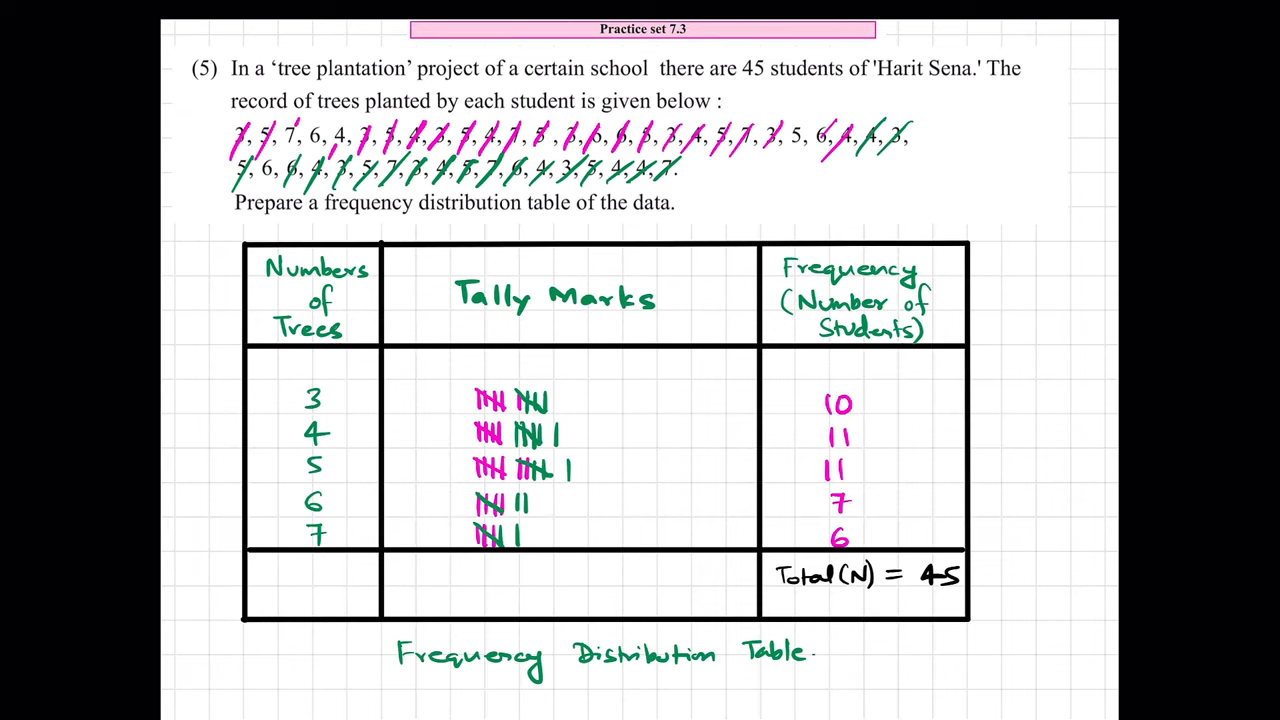 Practice set 7.3
(5) In a ‘tree plantation’ project of a certain school there are 45 students of 'Harit Sena.' The
record of trees planted by each student is given below :
3, 5, 7, 6, 4, 3, 5, 4, 3, 5, 4, 7, 5, 3, 6, 6, 5, 3, 4, 5, 7, 3, 5, 6, 4, 4, 3,
5, 6, 6, 4, 3, 5, 7, 3, 4, 5, 7, 6, 4, 3, 5, 4, 4, 7.
Prepare a frequency distribution table of the data.
Numbers of Trees Tally Marks Frequency (Number of Students)
3 10
4 11
5 11
6 7
7 6
Total (N) = 45
Frequency Distribution Table.